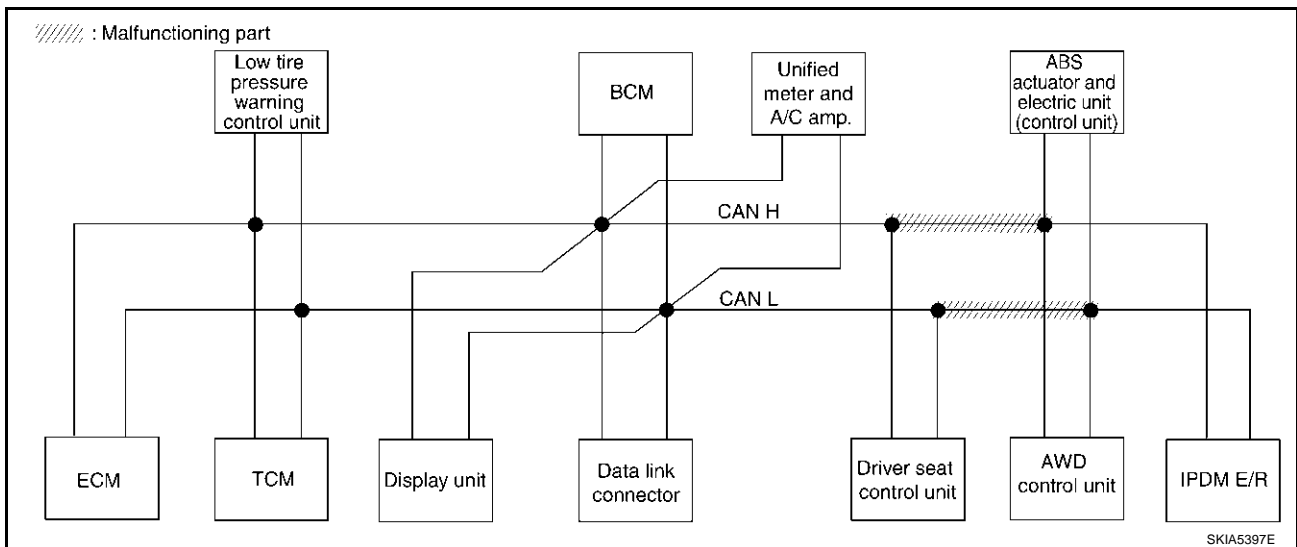 : Malfunctioning part
Low tire
pressure
warning
control unit
BCM
Unified
meter and
A/C amp.
ABS
actuator and
electric unit
(control unit)
CAN H
CAN L
ECM
TCM
Display unit
Data link
connector
Driver seat
control unit
AWD
control unit
IPDM E/R
SKIA5397E